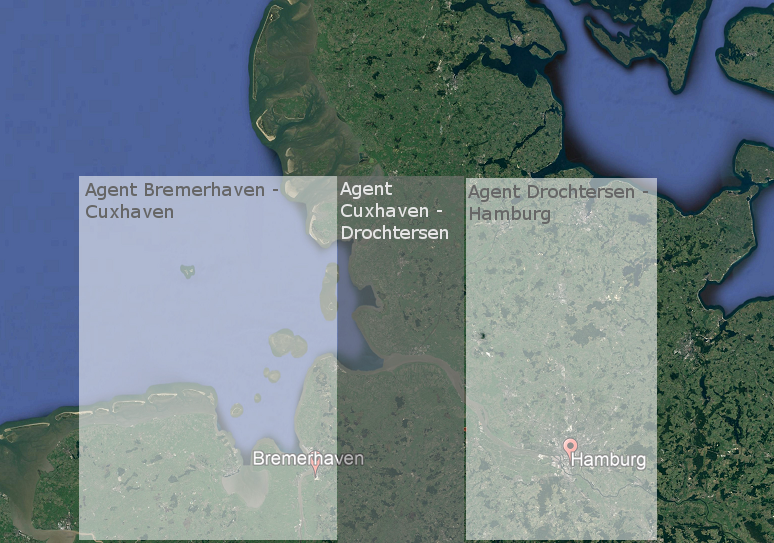 Agent Bremerhaven -
Cuxhaven
Agent
Cuxhaven -
Drochtersen
Agent Drochtersen -
Hamburg
Bremerhaven
Hamburg